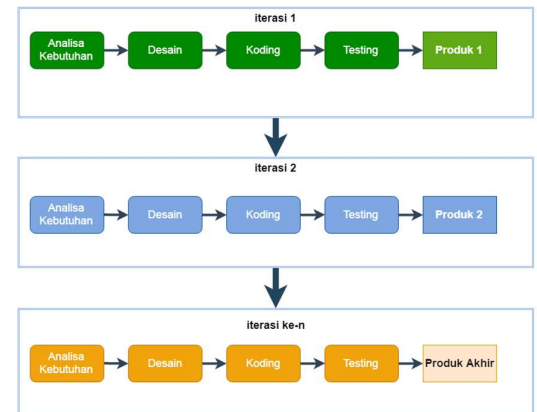 iterasi 1
Analisa
Kebutuhan
Desain
Koding
Testing
Produk 1
iterasi 2
Analisa
Kebutuhan
Desain
Koding
Testing
Produk 2
iterasi ke-n
Analisa
Kebutuhan
Desain
Koding
Testing
Produk Akhir